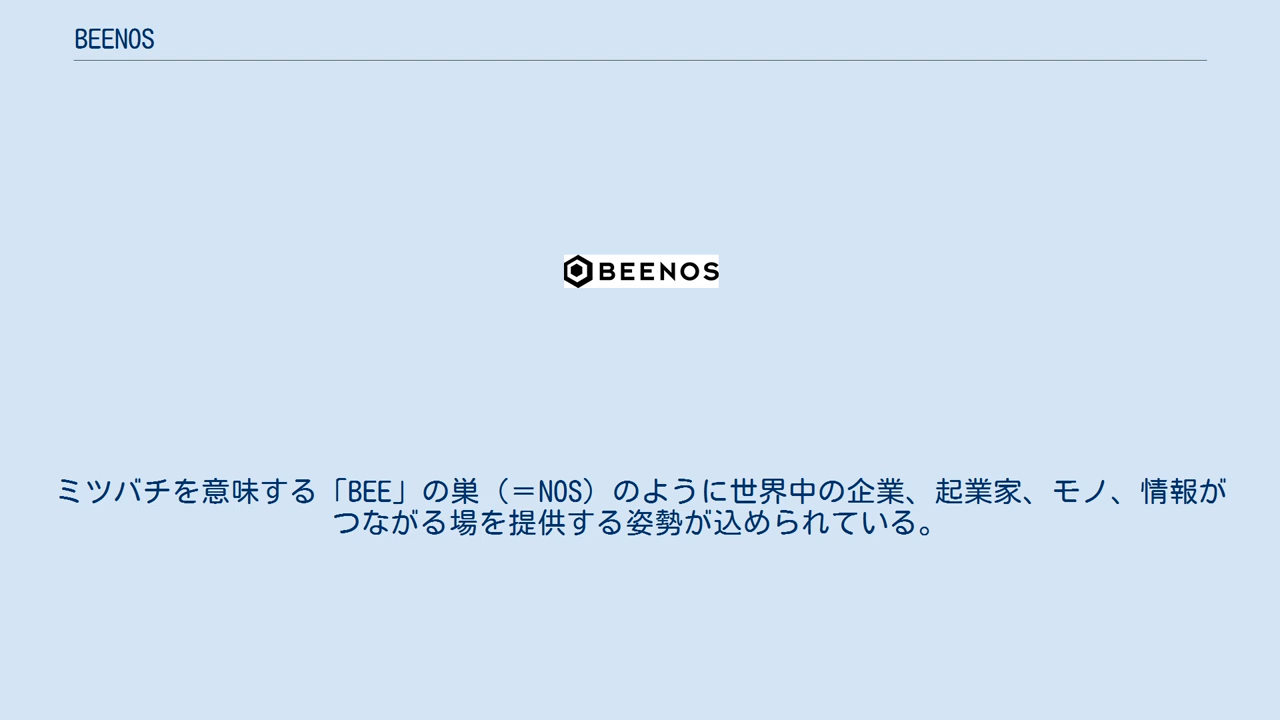 BEENOS
BEENOS
ミツバチを意味する「BEE」の巣（＝NOS）のように世界中の企業、起業家、モノ、情報が
つながる場を提供する姿勢が込められている。